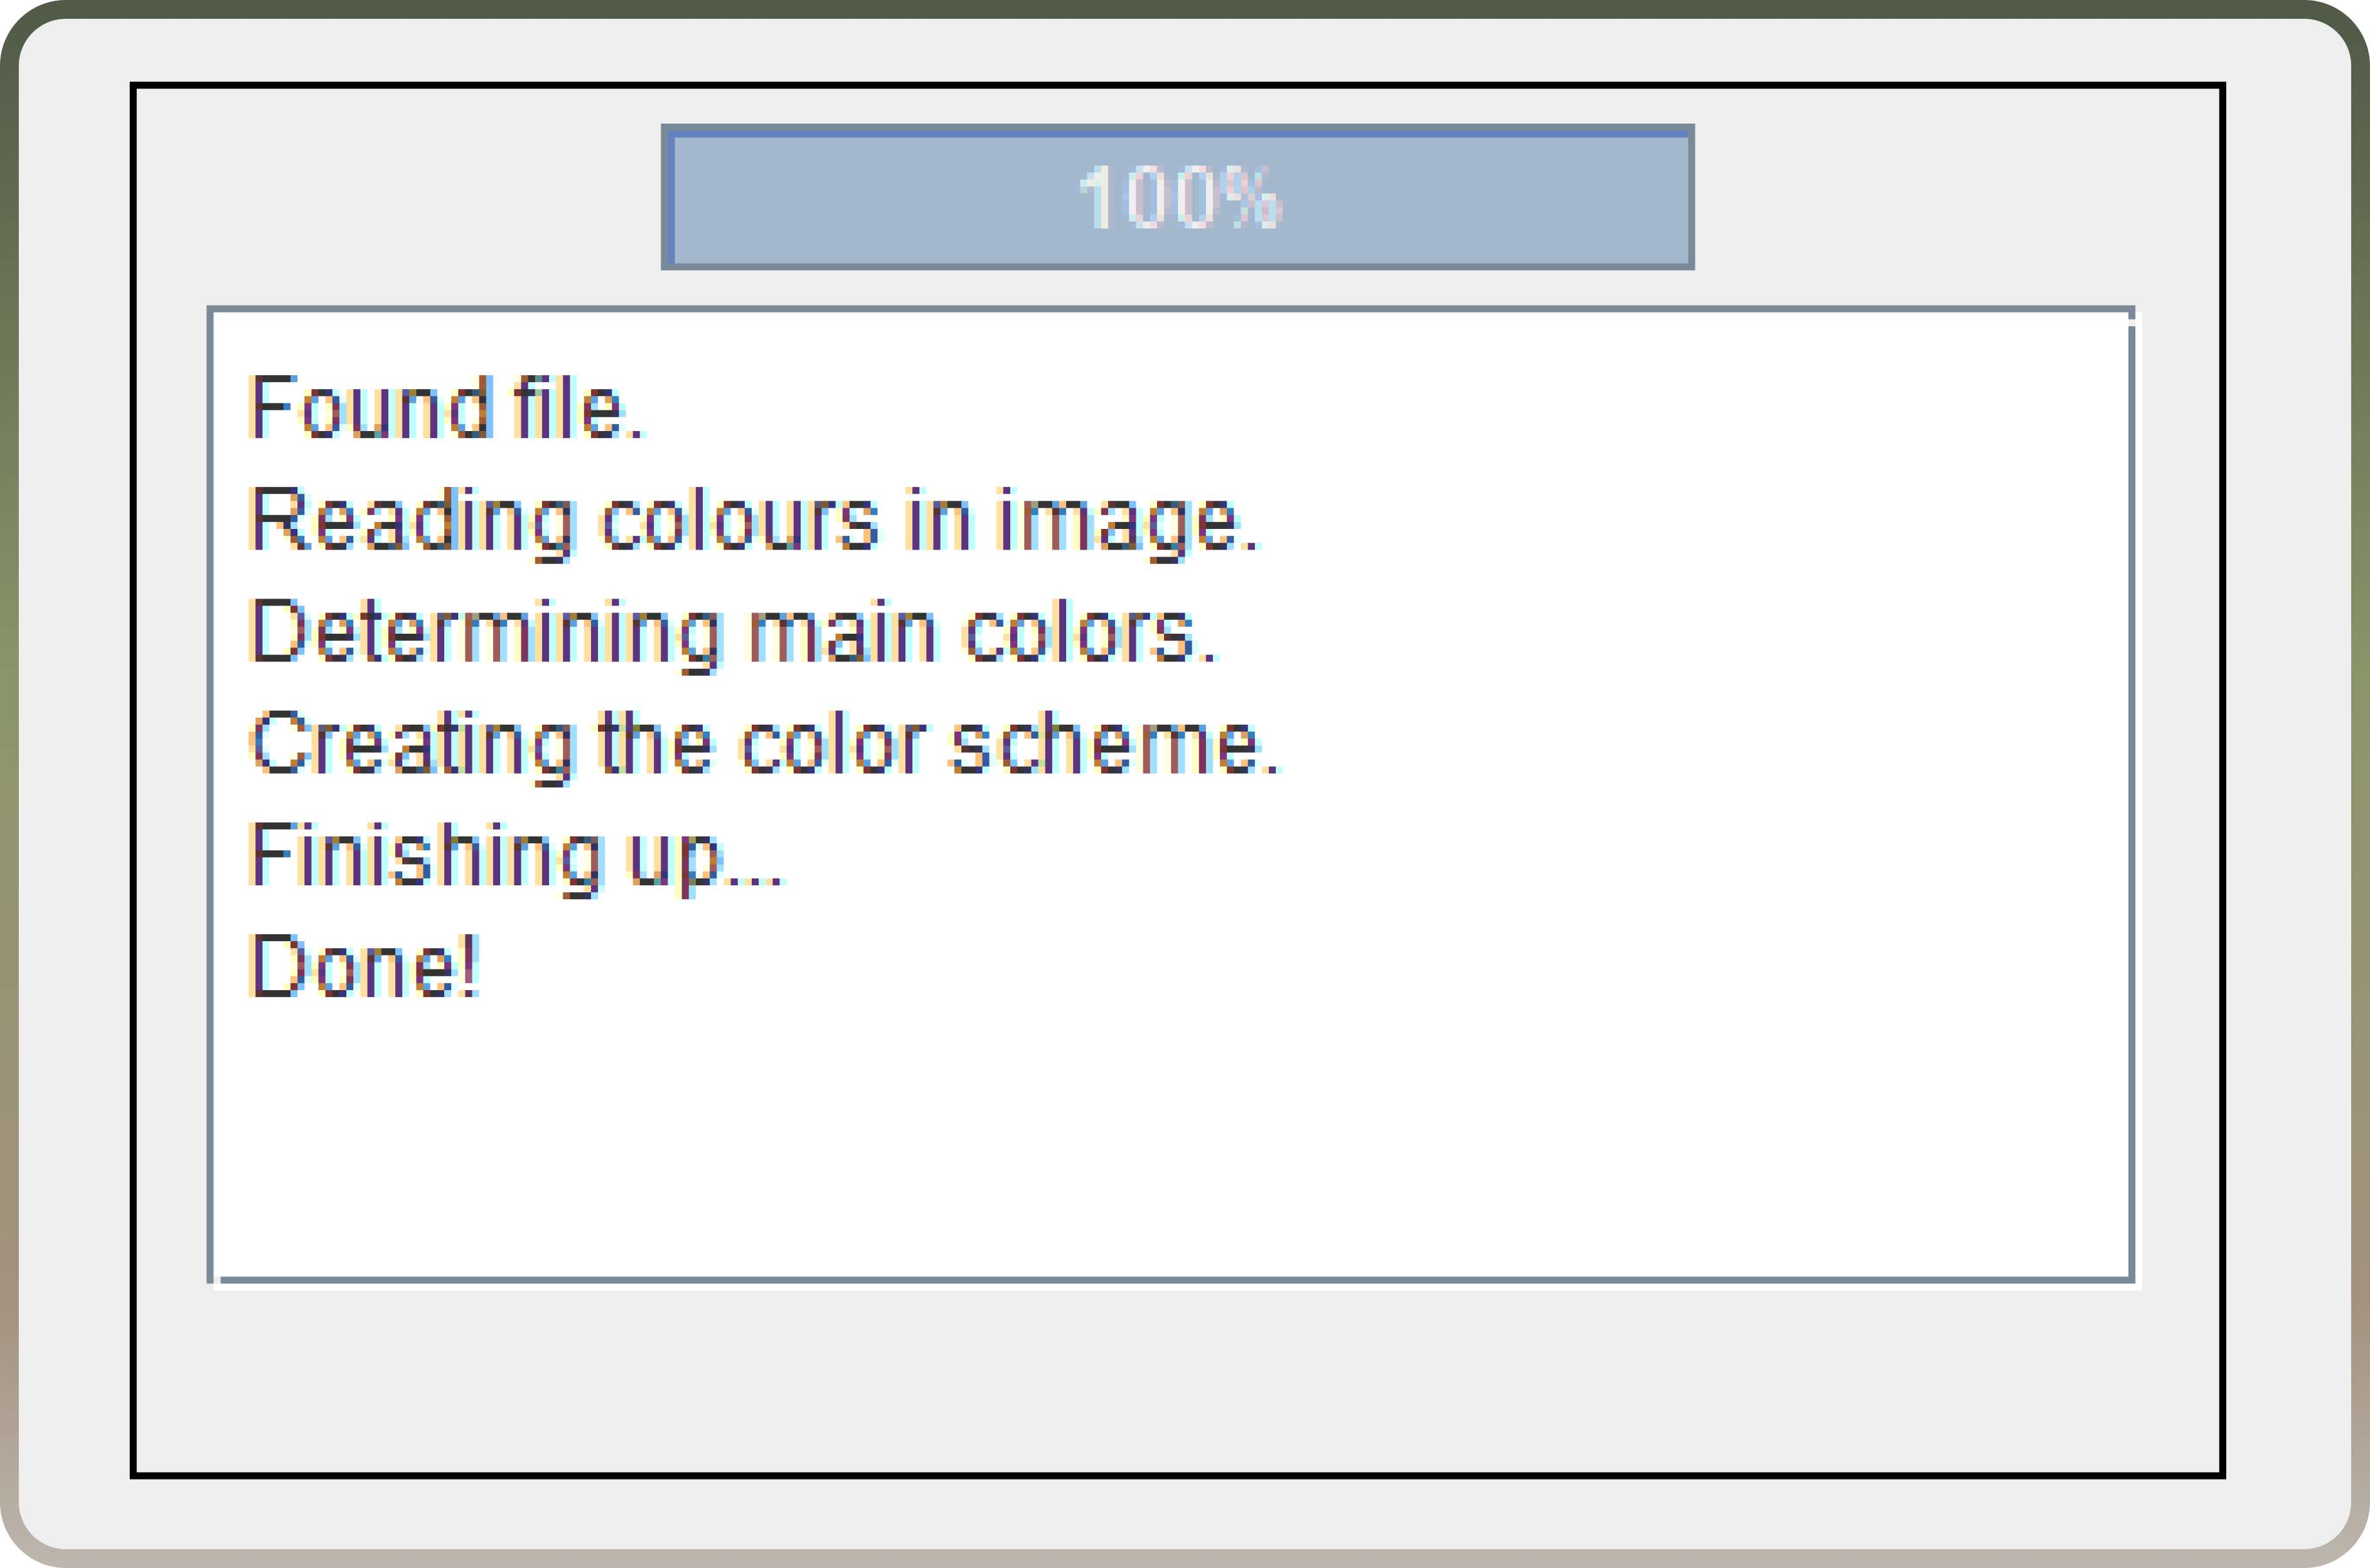 100%
Found file.
Reading colours in image.
Determining main colors.
Creating the color scheme.
Finishing up...
Done!